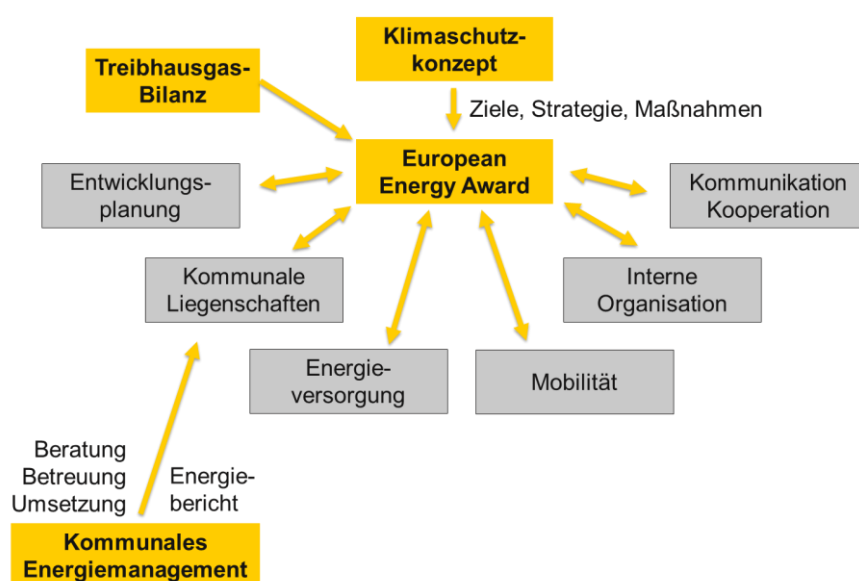 Klimaschutz-
konzept
Treibhausgas-
Bilanz
Ziele, Strategie, Maßnahmen
European
Energy Award
Entwicklungs-
planung
Kommunikation
Kooperation
Kommunale
Liegenschaften
Interne
Organisation
Energie-
versorgung
Mobilität
Beratung
Betreuung
Umsetzung
Energie-
bericht
Kommunales
Energiemanagement